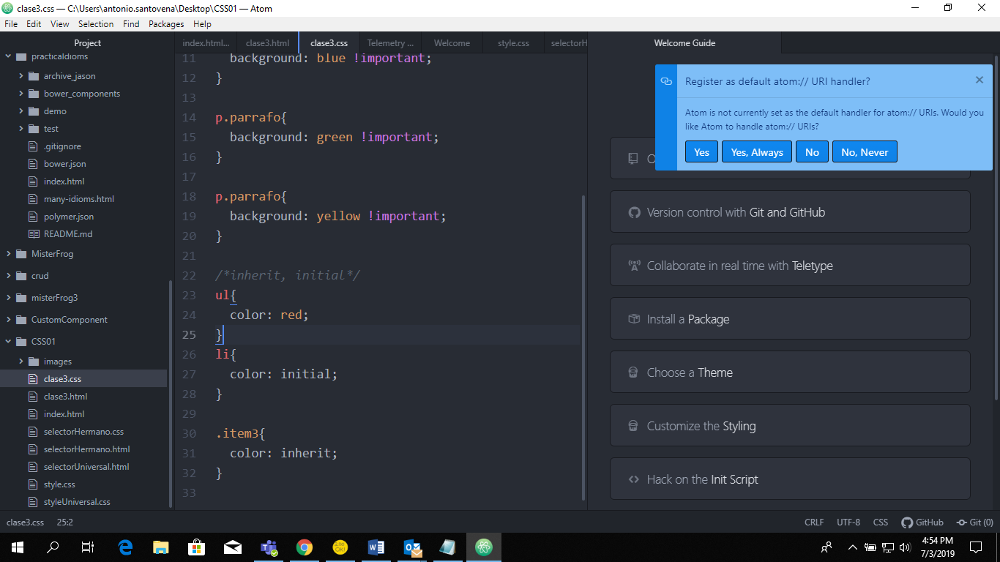 clase3.css — C:\Users\antonio.santovena\Desktop\CSS01 — Atom
File Edit View Selection Find Packages Help
Project
practicaIdioms
archive_jason
bower_components
demo
test
.gitignore
bower.json
index.html
many-idioms.html
polymer.json
README.md
MisterFrog
crud
misterFrog3
CustomComponent
CSS01
images
clase3.css
clase3.html
index.html
selectorHermano.css
selectorHermano.html
selectorUniversal.html
style.css
styleUniversal.css
index.html... clase3.html clase3.css Telemetry ... Welcome style.css selectorH
11 background: blue !important;
12 }
13
14 p.parrafo{
15 background: green !important;
16 }
17
18 p.parrafo{
19 background: yellow !important;
20 }
21
22 /*inherit, initial*/
23 ul{
24 color: red;
25 }
26 li{
27 color: initial;
28 }
29
30 .item3{
31 color: inherit;
32 }
33
Welcome Guide
Register as default atom:// URI handler?
Atom is not currently set as the default handler for atom:// URIs. Would you
like Atom to handle atom:// URIs?
Yes Yes, Always No No, Never
O
Version control with Git and GitHub
Collaborate in real time with Teletype
Install a Package
Choose a Theme
Customize the Styling
Hack on the Init Script
clase3.css 25:2 CRLF UTF-8 CSS GitHub Git (0)
4:54 PM
7/3/2019